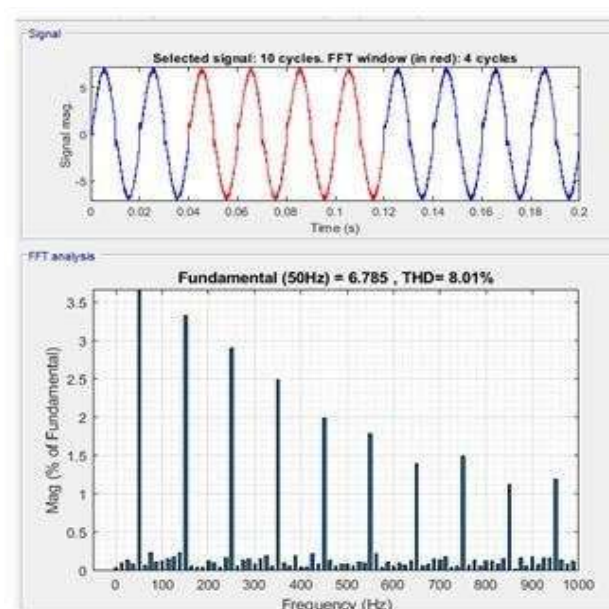 Signal
Selected signal: 10 cycles. FFT window (in red): 4 cycles
Signal mag.
5
0
-5
0 0.02 0.04 0.06 0.08 0.1 0.12 0.14 0.16 0.18 0.2
Time (s)
FFT analysis
Fundamental (50Hz) = 6.785 , THD= 8.01%
Mag (% of Fundamental)
3.5
3
2.5
2
1.5
1
0.5
0
0 100 200 300 400 500 600 700 800 900 1000
Frequency (Hz)